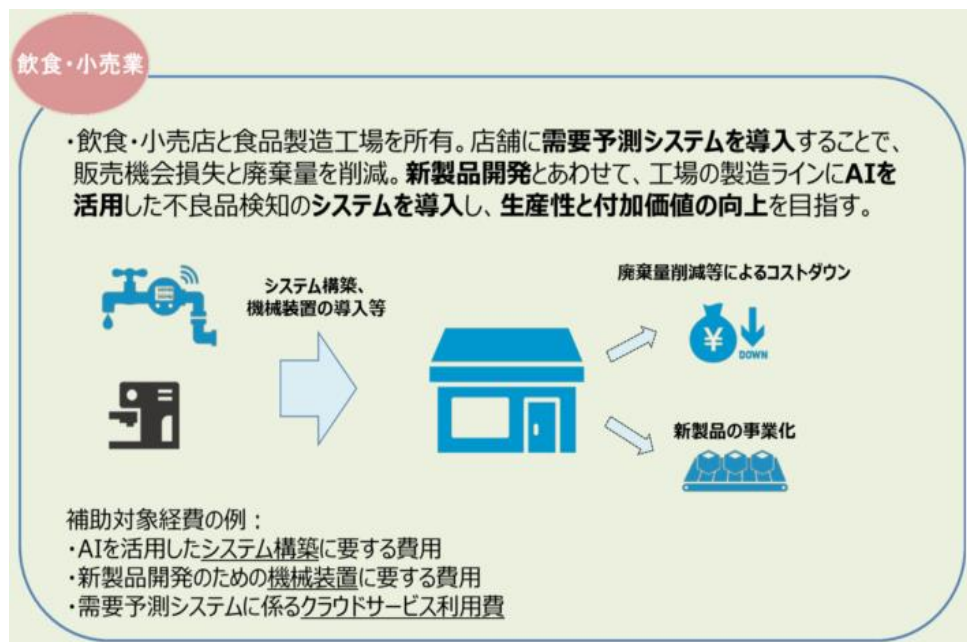 飲食・小売業
・飲食・小売店と食品製造工場を所有。店舗に需要予測システムを導入することで、
販売機会損失と廃棄量を削減。新製品開発とあわせて、工場の製造ラインにAIを
活用した不良品検知のシステムを導入し、生産性と付加価値の向上を目指す。
システム構築、
機械装置の導入等
廃棄量削減等によるコストダウン
¥
DOWN
新製品の事業化
補助対象経費の例：
・AIを活用したシステム構築に要する費用
・新製品開発のための機械装置に要する費用
・需要予測システムに係るクラウドサービス利用費